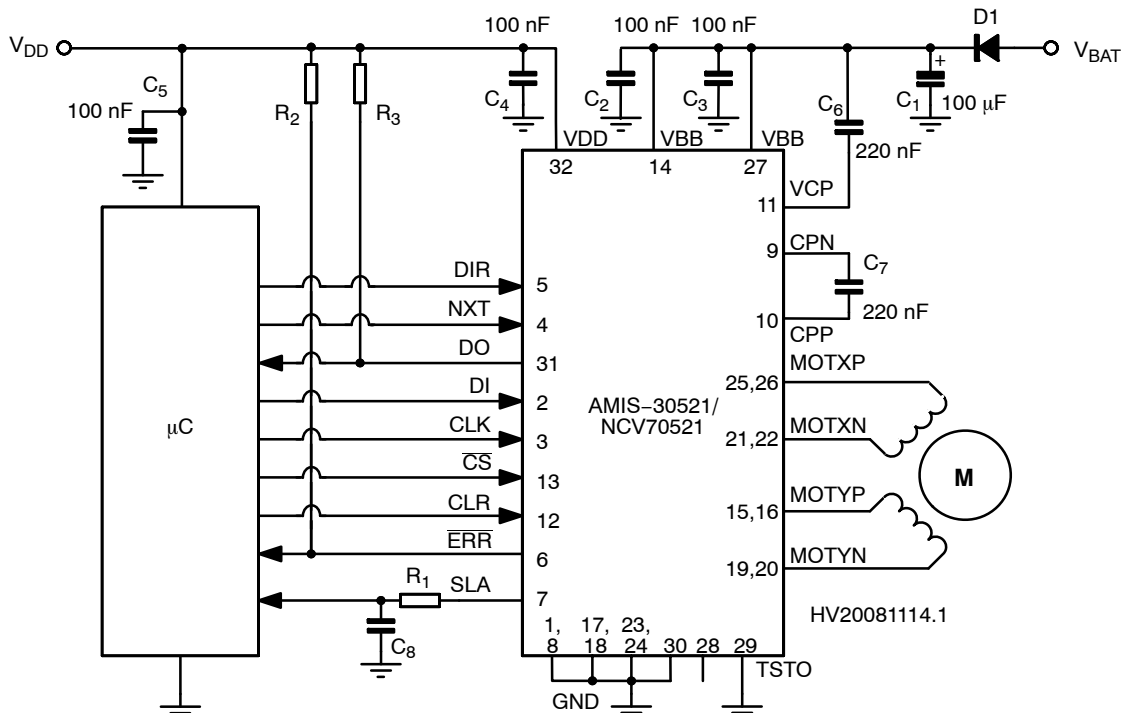 100 nF
100 nF
100 nF
D1
VDD
VBAT
C5
100 nF
R2
R3
C4
C2
C3
C6
C1
+
100 μF
220 nF
VDD
VBB
VBB
32
14
27
VCP
11
9
CPN
C7
DIR
5
220 nF
10
CPP
NXT
4
DO
31
MOTXP
25,26
DI
2
AMIS−30521/
NCV70521
μC
CLK
3
MOTXN
21,22
CS
13
M
CLR
12
MOTYP
15,16
ERR
6
MOTYN
19,20
R1
SLA
7
HV20081114.1
C8
1,
8
17,
18
23,
24
30
28
29
TSTO
GND